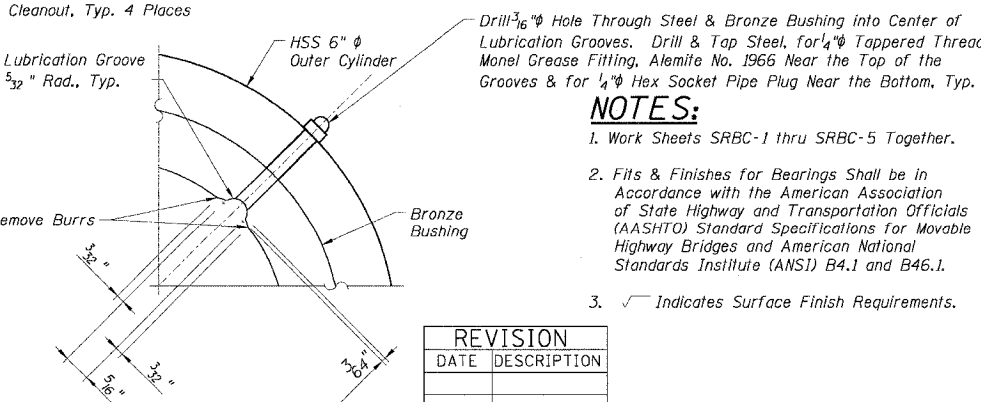 Cleanout, Typ. 4 Places
Drill 3/16"φ Hole Through Steel & Bronze Bushing into Center of
Lubrication Grooves. Drill & Tap Steel, for 1/4"φ Tappered Thread
Monel Grease Fitting, Alemite No. 1966 Near the Top of the
Grooves & for 1/4"φ Hex Socket Pipe Plug Near the Bottom, Typ.
HSS 6" φ
Outer Cylinder
Lubrication Groove
5/32" Rad., Typ.
emove Burrs
Bronze
Bushing
3/32"
3/32"
5/16"
3/64"
NOTES:
1. Work Sheets SRBC-1 thru SRBC-5 Together.
2. Fits & Finishes for Bearings Shall be in
Accordance with the American Association
of State Highway and Transportation Officials
(AASHTO) Standard Specifications for Movable
Highway Bridges and American National
Standards Institute (ANSI) B4.1 and B46.1.
3. √ Indicates Surface Finish Requirements.
REVISION
DATE DESCRIPTION